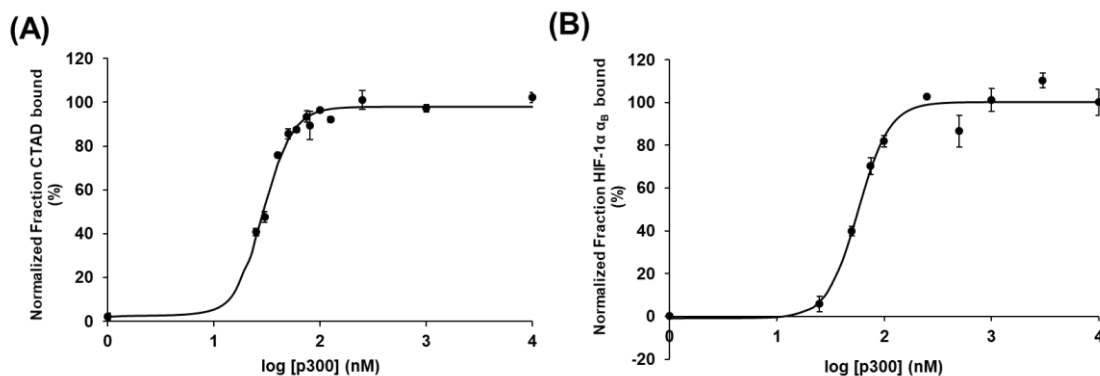 (A)
Normalized Fraction CTAD bound
(%)
120
100
80
60
40
20
0
0 1 2 3 4
log [p300] (nM)
(B)
Normalized Fraction HIF-1α α_B bound
(%)
120
100
80
60
40
20
0
-20
0 1 2 3 4
log [p300] (nM)